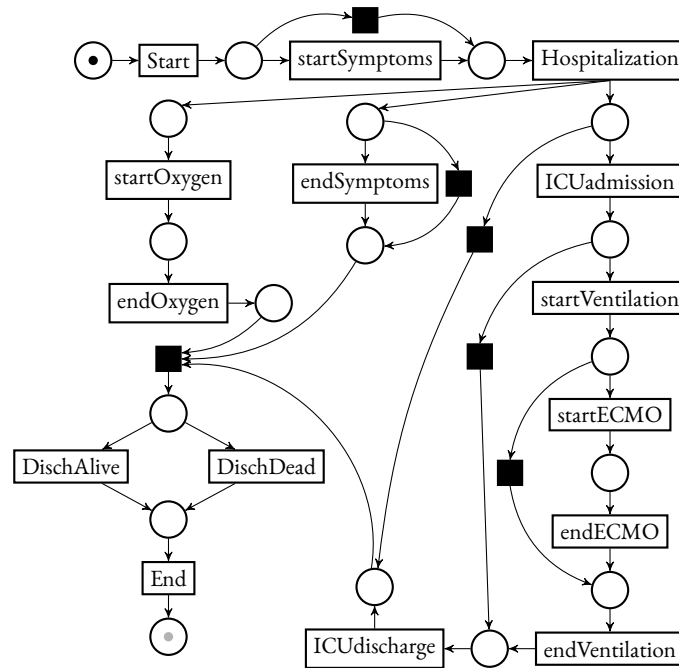 Start
startSymptoms
Hospitalization
startOxygen
endSymptoms
ICUadmission
endOxygen
startVentilation
startECMO
DischAlive
DischDead
endECMO
End
ICUdischarge
endVentilation